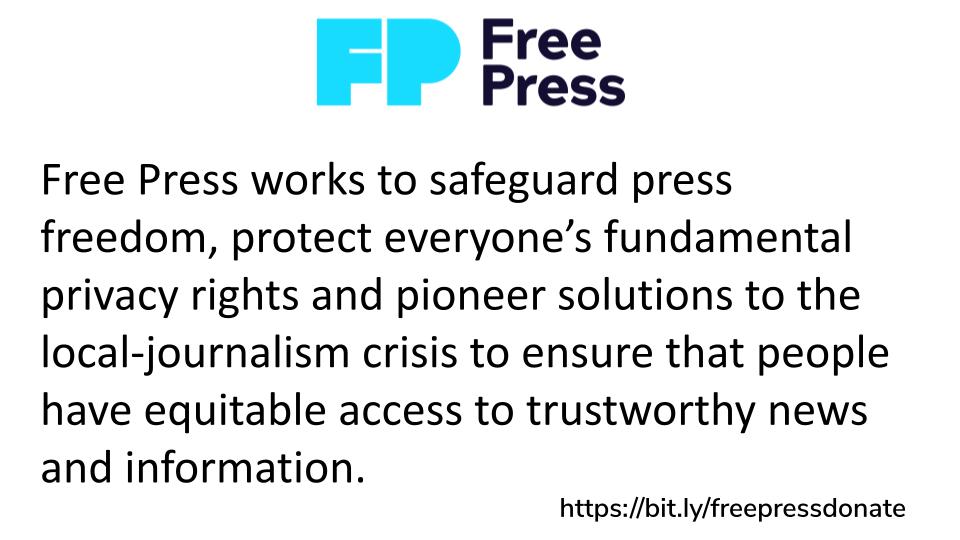 FP Free
Press
Free Press works to safeguard press
freedom, protect everyone’s fundamental
privacy rights and pioneer solutions to the
local-journalism crisis to ensure that people
have equitable access to trustworthy news
and information.
https://bit.ly/freepressdonate